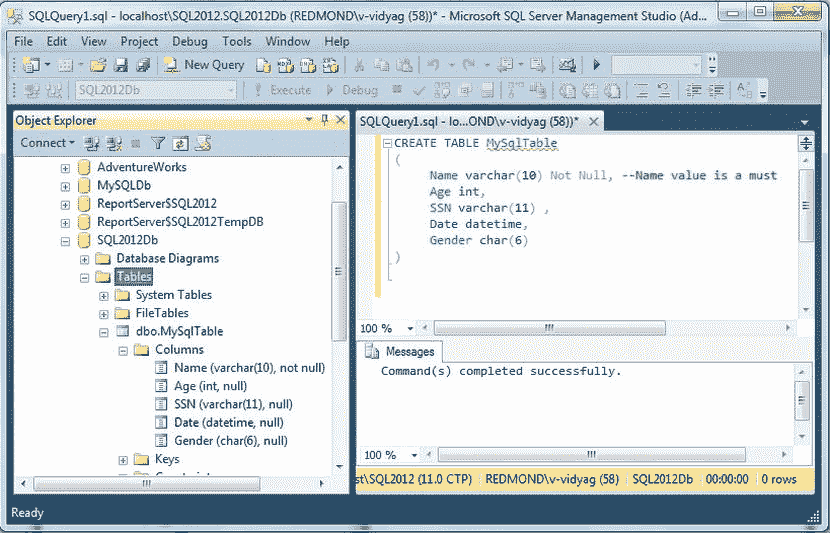 SQLQuery1.sql - localhost\SQL2012.SQL2012Db (REDMOND\v-vidyag (58))* - Microsoft SQL Server Management Studio (Ad...
File Edit View Project Debug Tools Window Help
New Query
SQL2012Db Execute Debug
Object Explorer
Connect
AdventureWorks
MySQLDb
ReportServer$SQL2012
ReportServer$SQL2012TempDB
SQL2012Db
Database Diagrams
Tables
System Tables
FileTables
dbo.MySqlTable
Columns
Name (varchar(10), not null)
Age (int, null)
SSN (varchar(11), null)
Date (datetime, null)
Gender (char(6), null)
Keys
SQLQuery1.sql - lo...OND\v-vidyag (58))*
CREATE TABLE MySqlTable
(
Name varchar(10) Not Null, --Name value is a must
Age int,
SSN varchar(11) ,
Date datetime,
Gender char(6)
)
100 %
Messages
Command(s) completed successfully.
100 %
st\SQL2012 (11.0 CTP) REDMOND\v-vidyag (58) SQL2012Db 00:00:00 0 rows
Ready